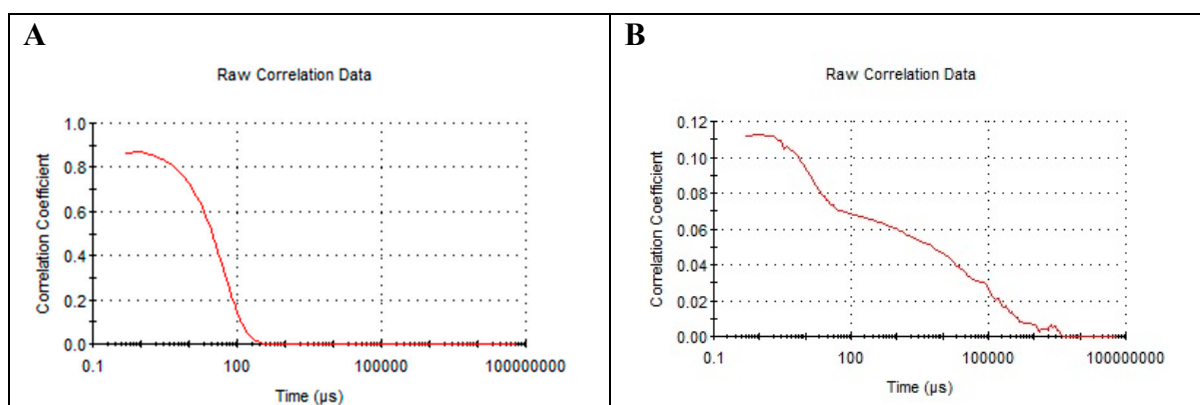 A
Raw Correlation Data
Correlation Coefficient
1.0
0.8
0.6
0.4
0.2
0.0
0.1
100
100000
100000000
Time (µs)
B
Raw Correlation Data
Correlation Coefficient
0.12
0.10
0.08
0.06
0.04
0.02
0.00
0.1
100
100000
100000000
Time (µs)